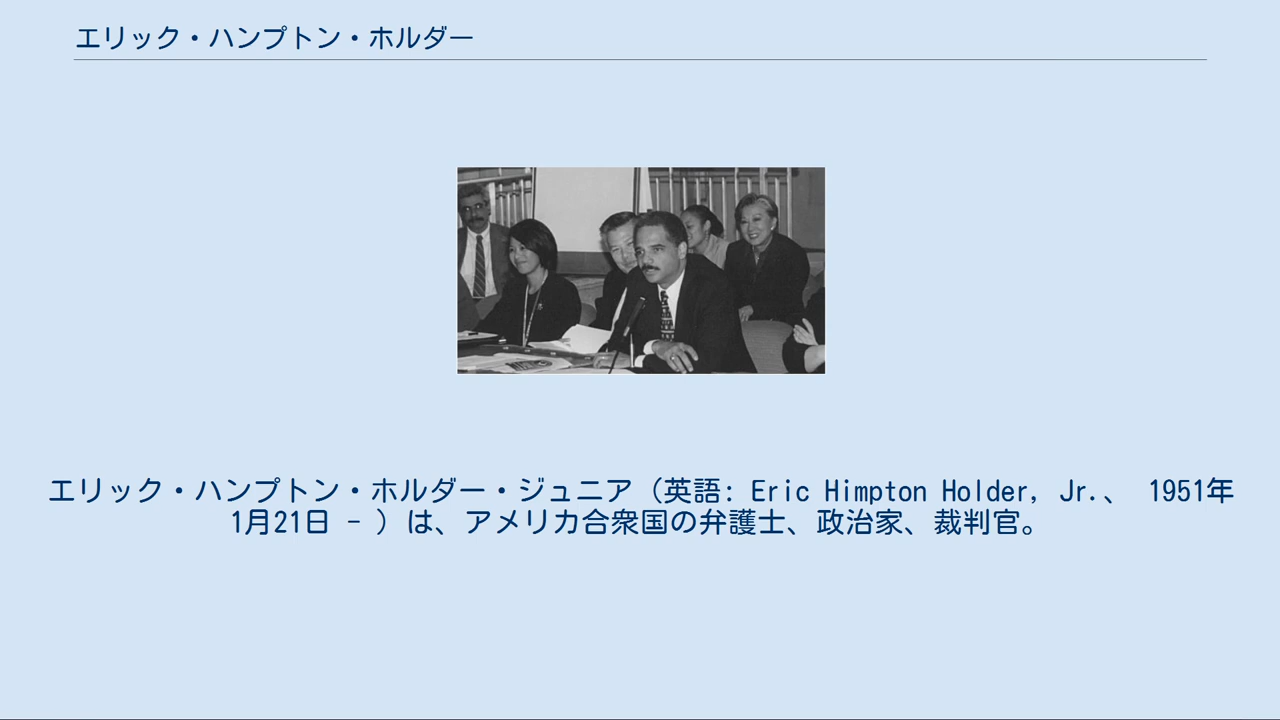 エリック・ハンプトン・ホルダー
エリック・ハンプトン・ホルダー・ジュニア（英語: Eric Himpton Holder, Jr.、 1951年
1月21日 - ）は、アメリカ合衆国の弁護士、政治家、裁判官。